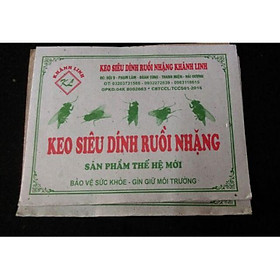 KHÁNH LINH
KL
KEO SIÊU DÍNH RUỒI NHẶNG KHÁNH LINH
KEO SIÊU DÍNH RUỒI NHẶNG
SẢN PHẨM THẾ HỆ MỚI
BẢO VỆ SỨC KHỎE - GÌN GIỮ MÔI TRƯỜNG